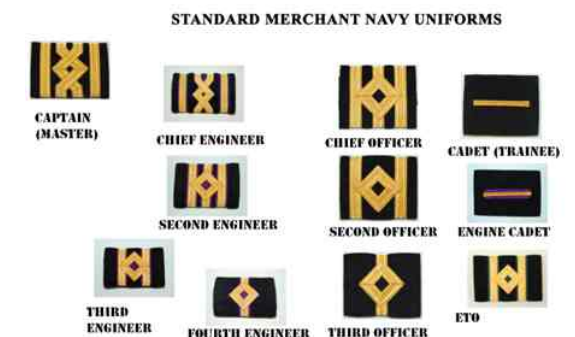 STANDARD MERCHANT NAVY UNIFORMS
CAPTAIN
(MASTER)
CHIEF ENGINEER
CHIEF OFFICER
CADET (TRAINEE)
SECOND ENGINEER
SECOND OFFICER
ENGINE CADET
THIRD
ENGINEER
FOURTH ENGINEER
THIRD OFFICER
ETO